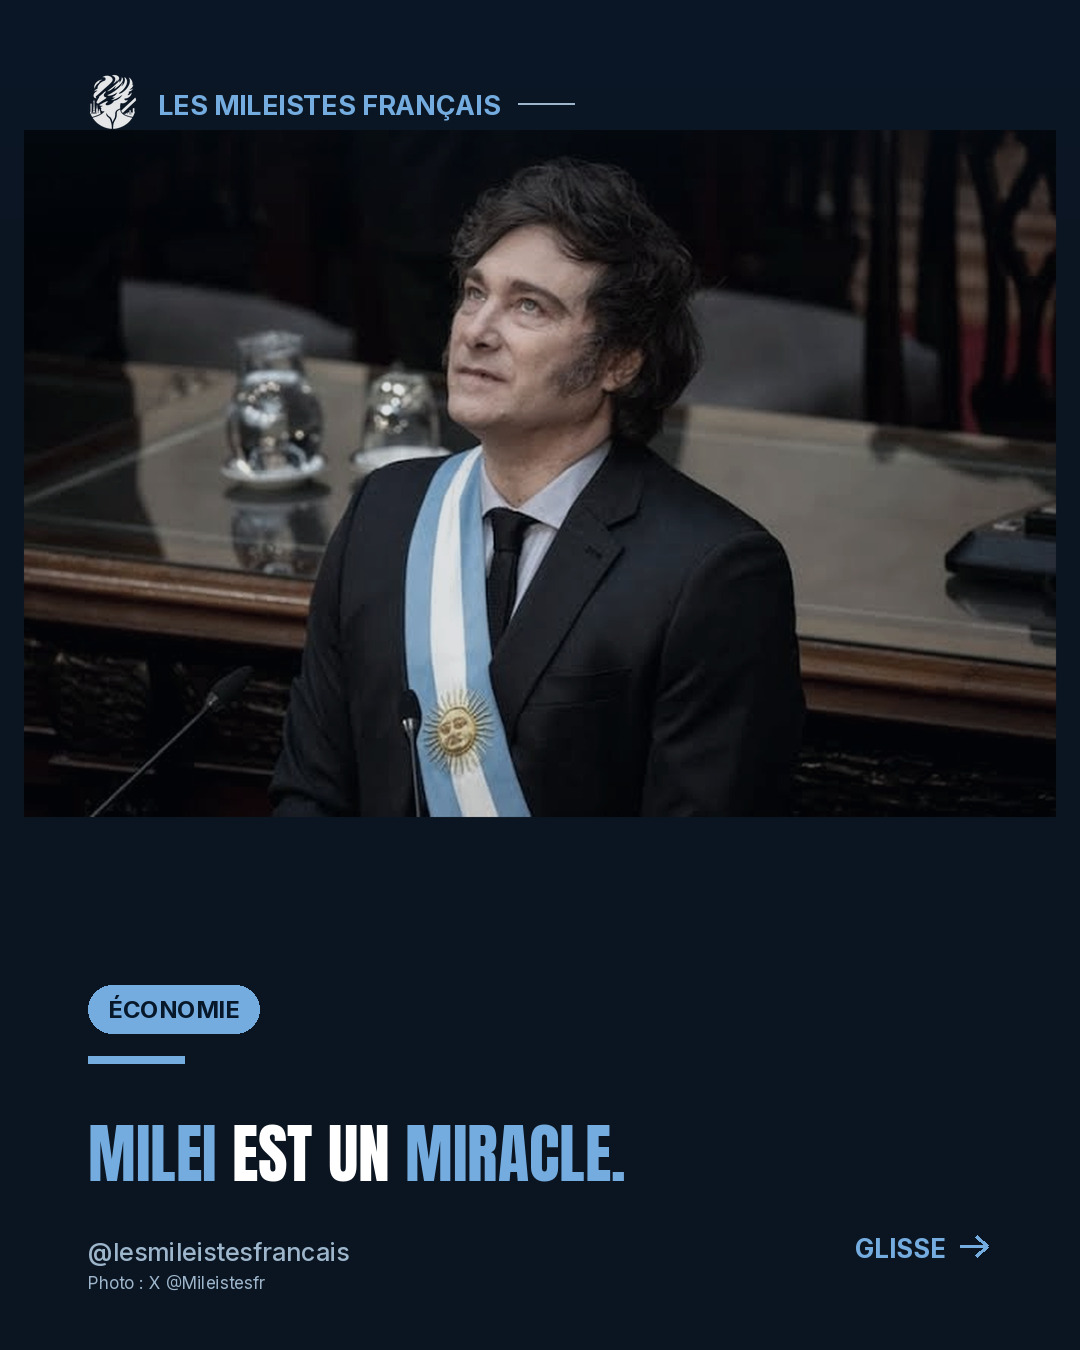 LES MILEISTES FRANÇAIS
ÉCONOMIE
MILEI EST UN MIRACLE.
@lesmileistesfrancais
GLISSE →
Photo : X @Mileistesfr